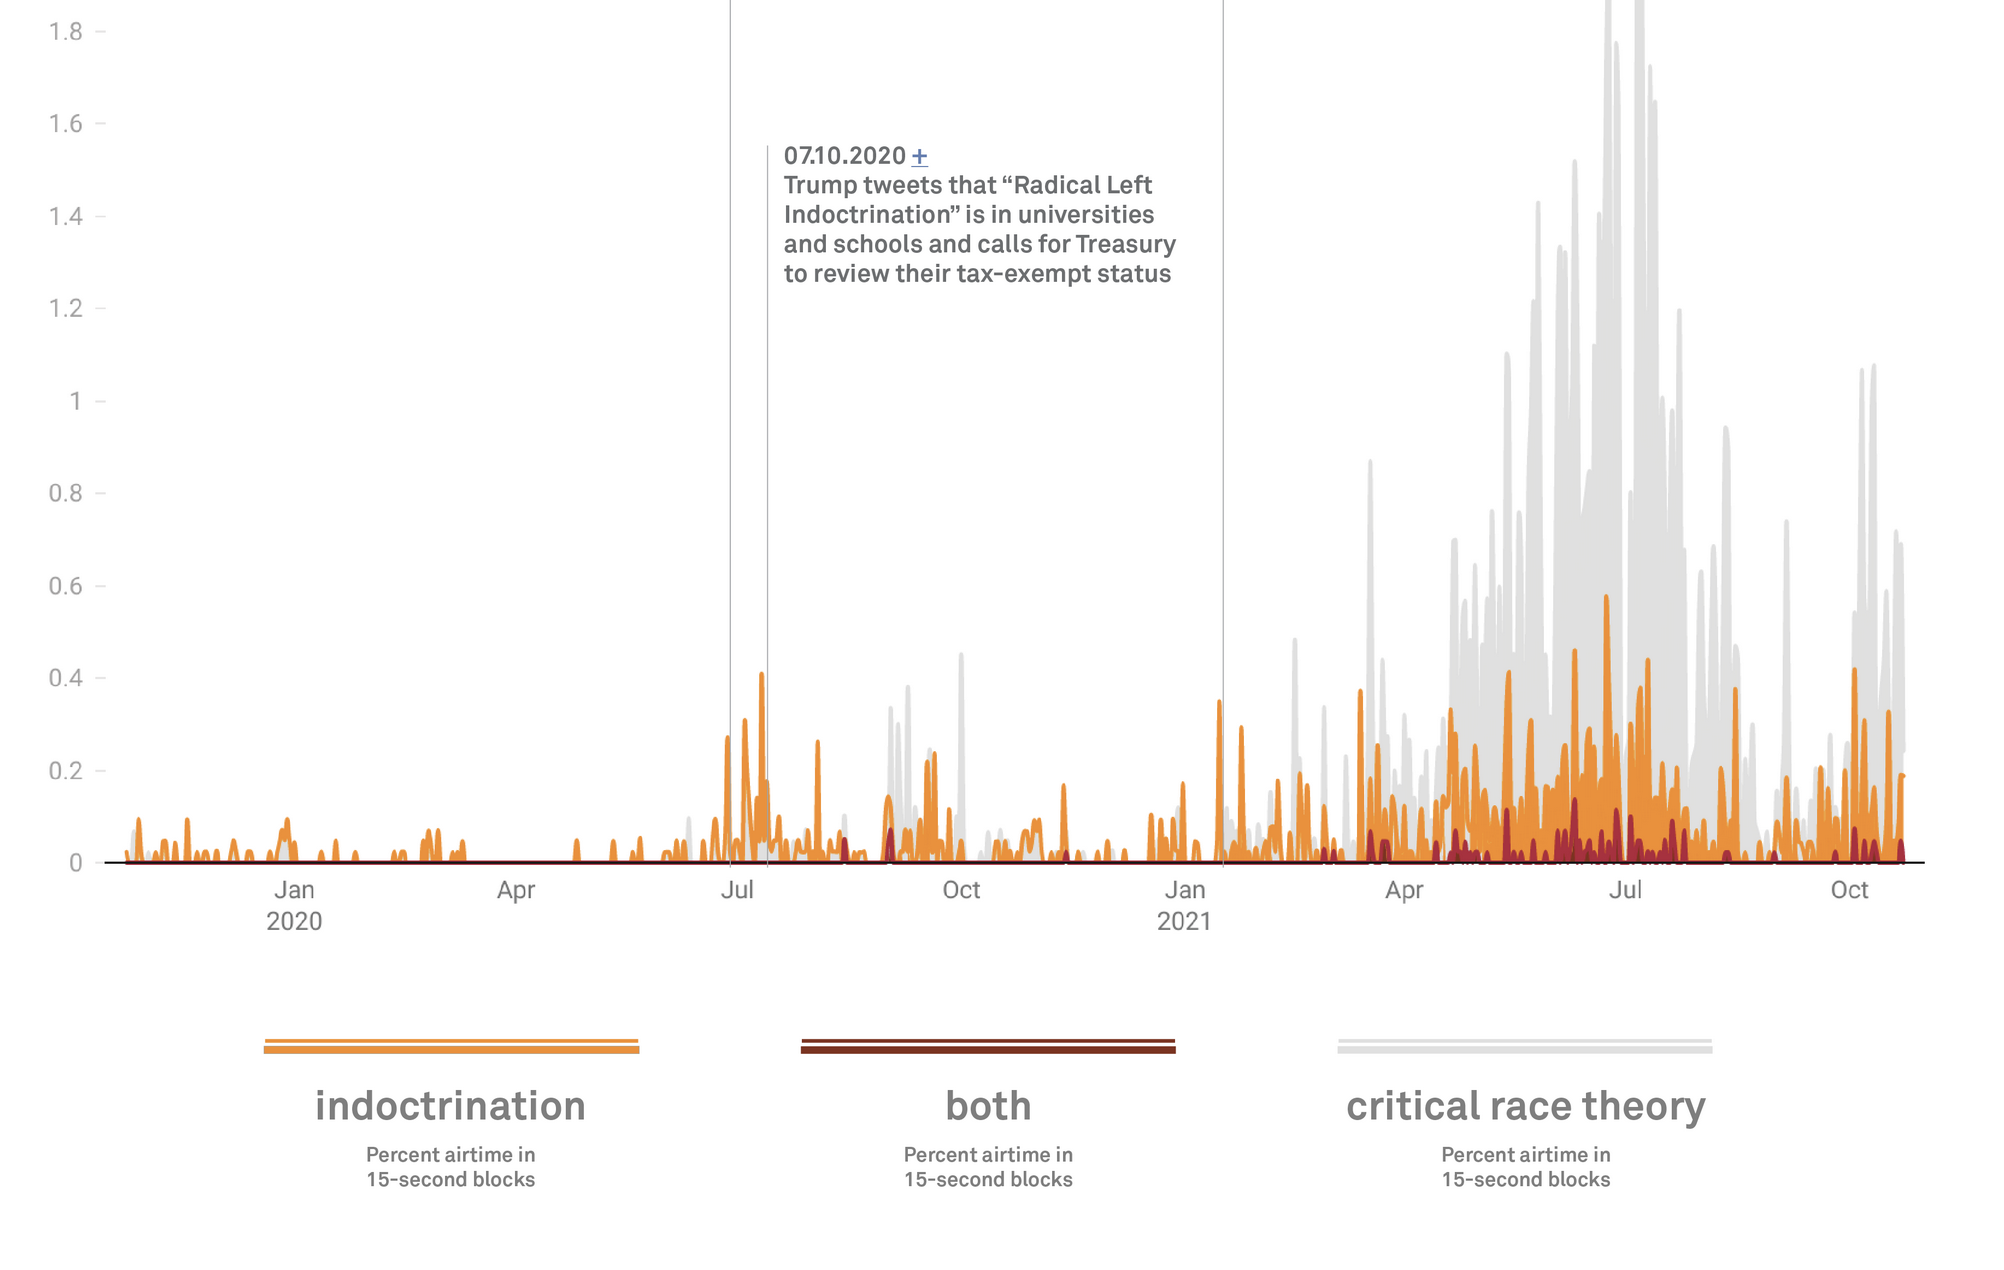 1.8
1.6
1.4
1.2
1
0.8
0.6
0.4
0.2
0
07.10.2020 +
Trump tweets that “Radical Left
Indoctrination” is in universities
and schools and calls for Treasury
to review their tax-exempt status
Jan Apr Jul Oct Jan Apr Jul Oct
2020 2021
indoctrination
Percent airtime in
15-second blocks
both
Percent airtime in
15-second blocks
critical race theory
Percent airtime in
15-second blocks